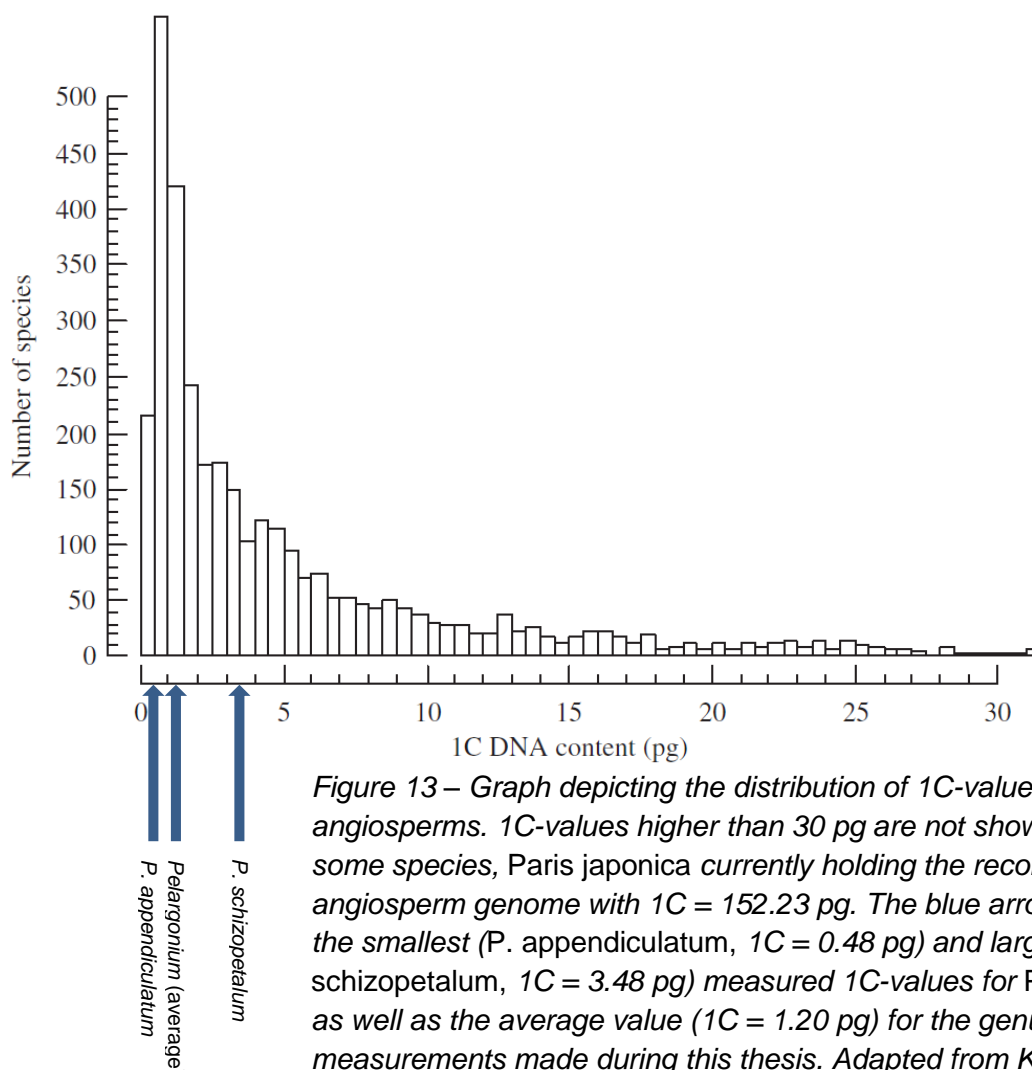 500
450
400
350
300
250
200
150
100
50
0
Number of species
0 5 10 15 20 25 30
1C DNA content (pg)
P. appendiculatum
Pelargonium (average
P. schizopetalum
Figure 13 – Graph depicting the distribution of 1C-value
angiosperms. 1C-values higher than 30 pg are not show
some species, Paris japonica currently holding the recor
angiosperm genome with 1C = 152.23 pg. The blue arro
the smallest (P. appendiculatum, 1C = 0.48 pg) and larg
schizopetalum, 1C = 3.48 pg) measured 1C-values for P
as well as the average value (1C = 1.20 pg) for the genu
measurements made during this thesis. Adapted from K